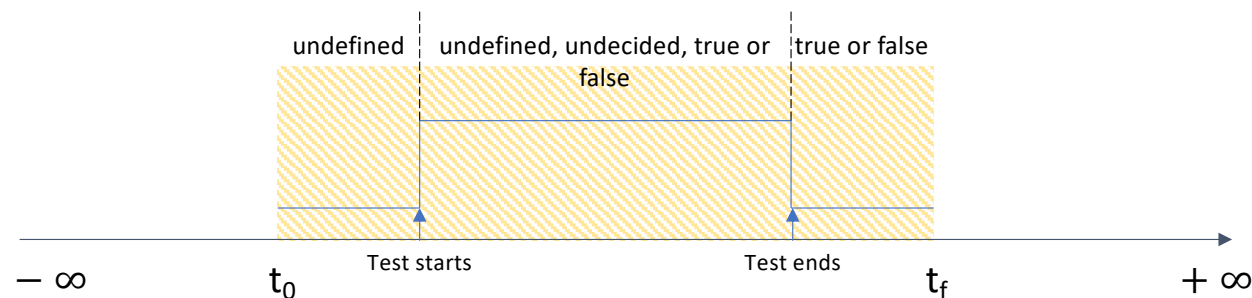 undefined
undefined, undecided, true or
false
true or false
Test starts
Test ends
− ∞
t0
tf
+ ∞